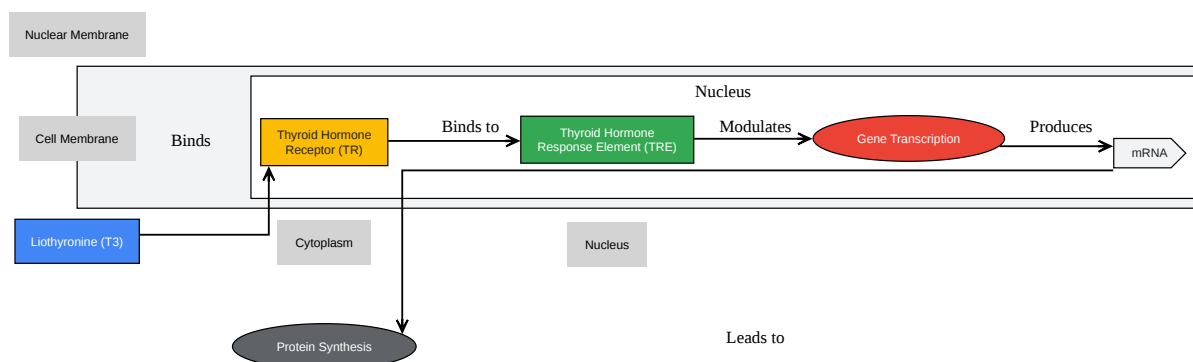 Nuclear Membrane
Nucleus
Cell Membrane
Binds
Thyroid Hormone
Receptor (TR)
Binds to
Thyroid Hormone
Response Element (TRE)
Modulates
Gene Transcription
Produces
mRNA
Liothyronine (T3)
Cytoplasm
Nucleus
Leads to
Protein Synthesis